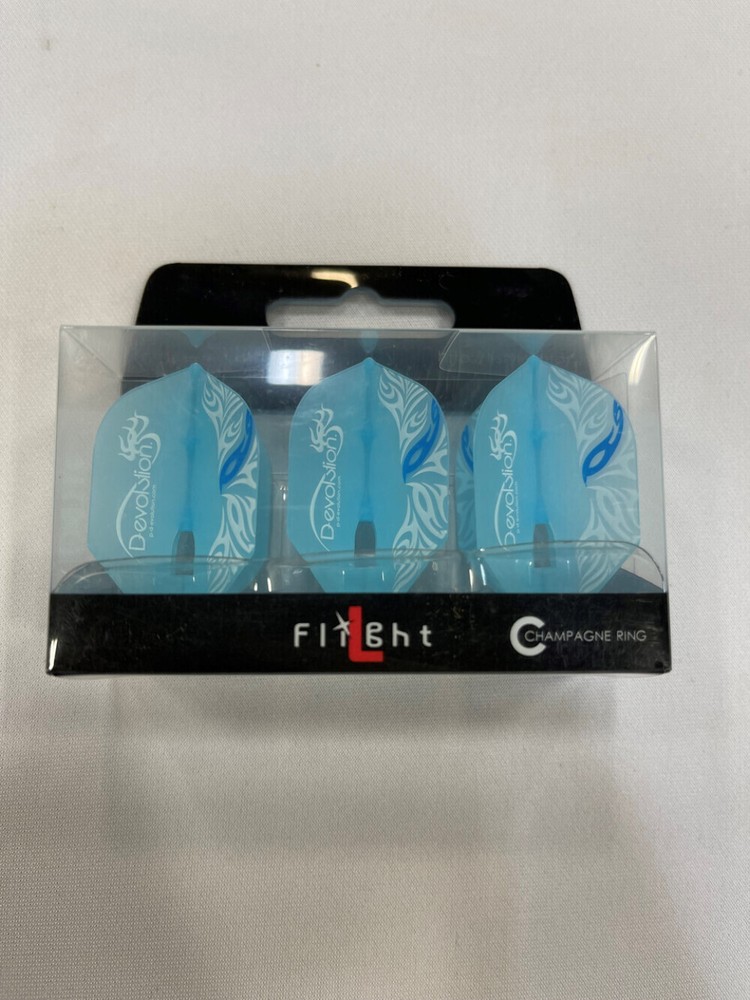 Devolution
Devolution
Devolution
Flight
L
C CHAMPAGNE RING